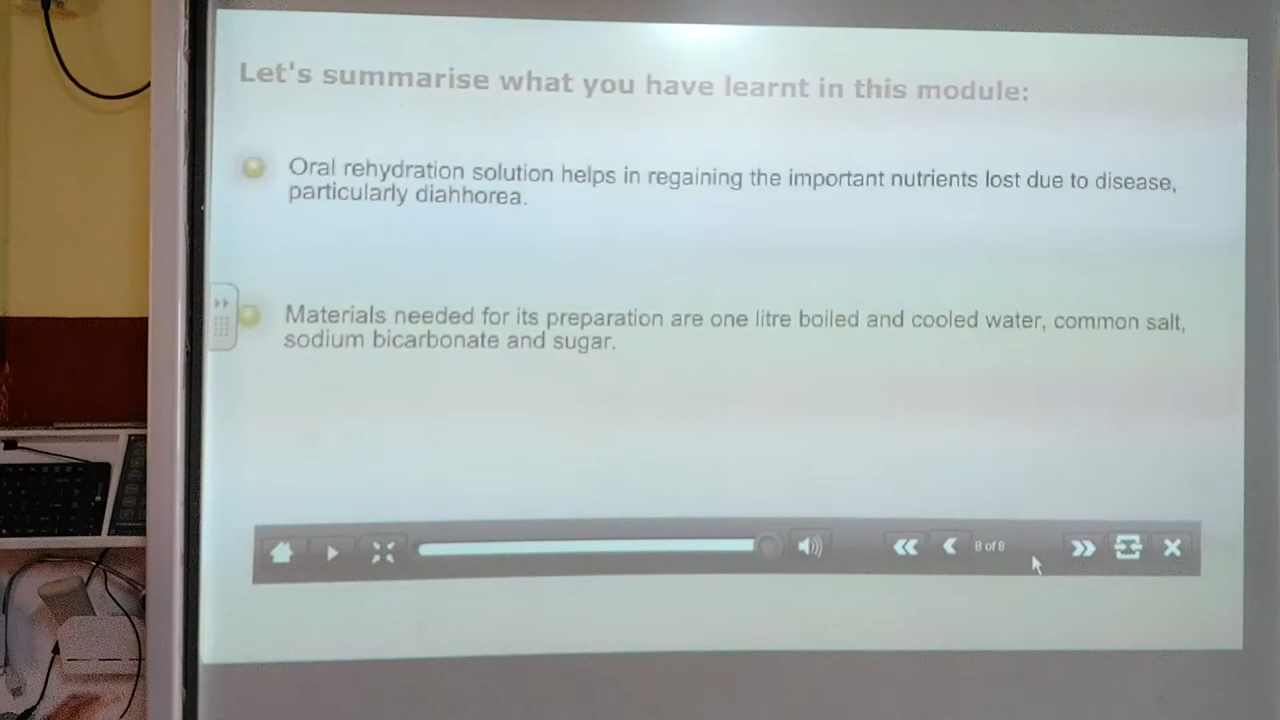 Let's summarise what you have learnt in this module:
Oral rehydration solution helps in regaining the important nutrients lost due to disease,
particularly diahhorea.
Materials needed for its preparation are one litre boiled and cooled water, common salt,
sodium bicarbonate and sugar.
8 of 8